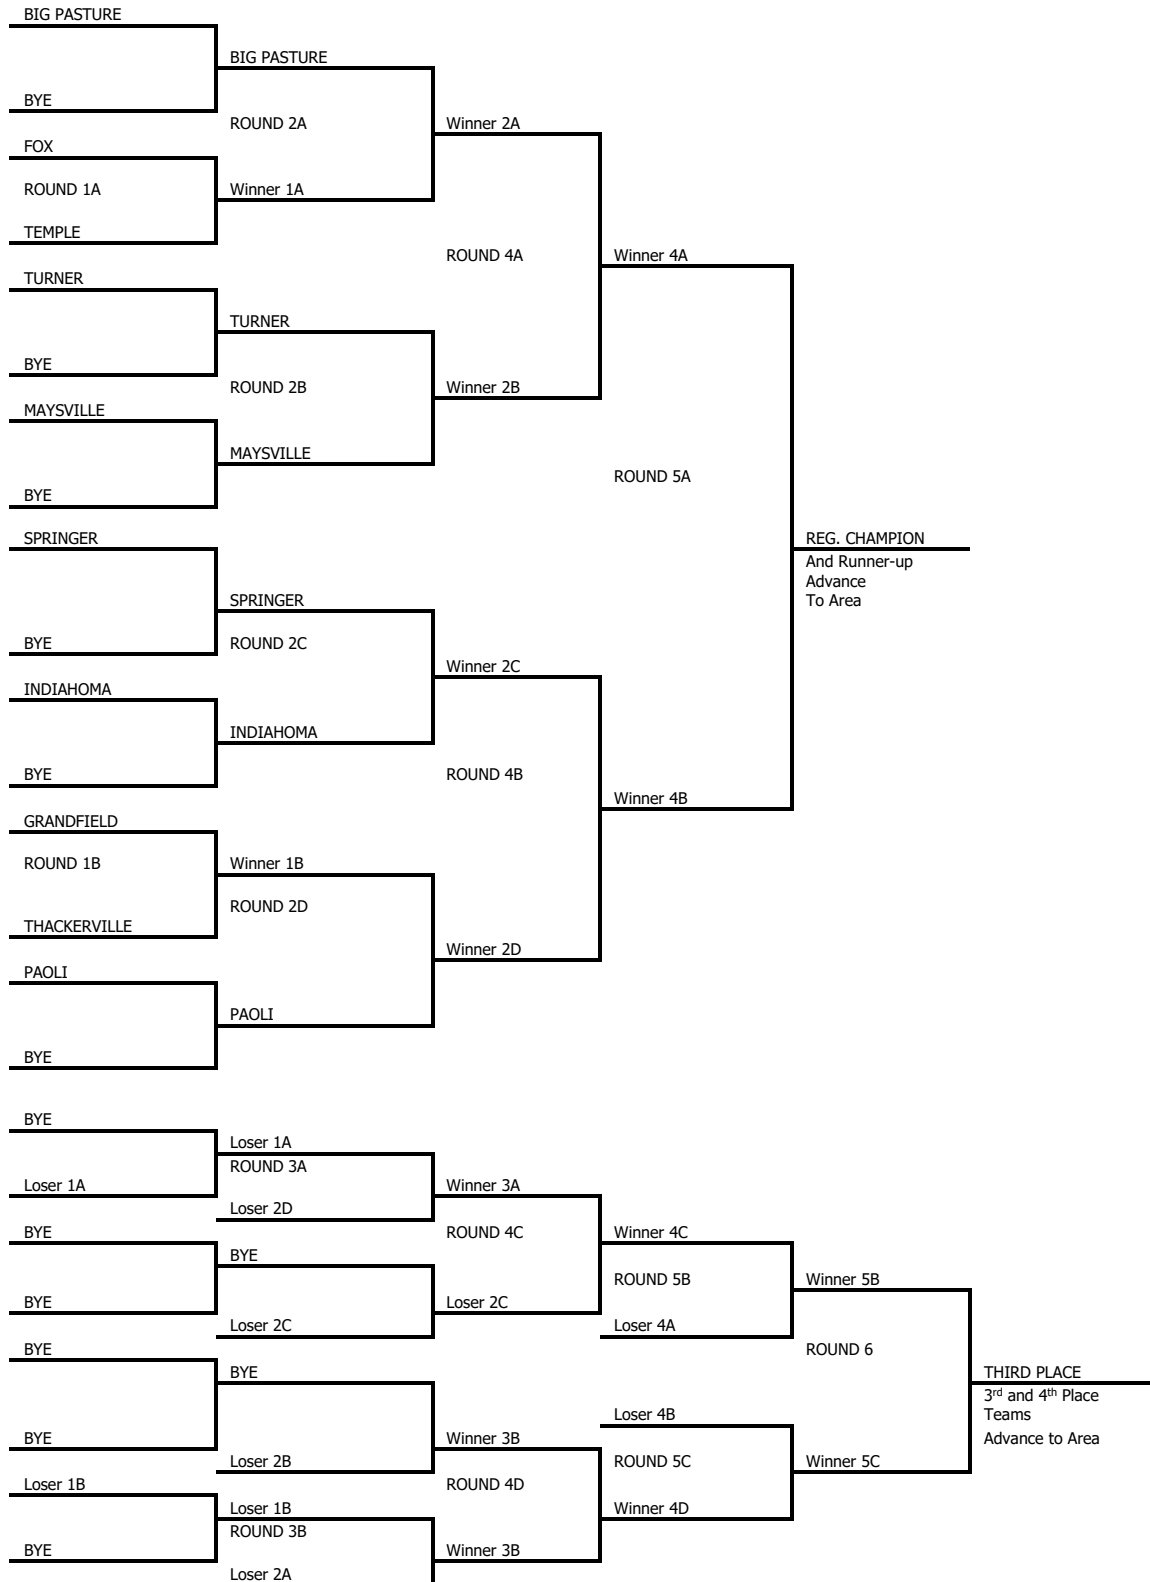 BIG PASTURE
BIG PASTURE
BYE
ROUND 2A
Winner 2A
FOX
ROUND 1A
Winner 1A
TEMPLE
ROUND 4A
Winner 4A
TURNER
TURNER
BYE
ROUND 2B
Winner 2B
MAYSVILLE
MAYSVILLE
ROUND 5A
BYE
SPRINGER
REG. CHAMPION
And Runner-up
Advance
To Area
SPRINGER
BYE
ROUND 2C
Winner 2C
INDIAHOMA
INDIAHOMA
BYE
ROUND 4B
Winner 4B
GRANDFIELD
ROUND 1B
Winner 1B
ROUND 2D
THACKERVILLE
Winner 2D
PAOLI
PAOLI
BYE
BYE
Loser 1A
ROUND 3A
Loser 1A
Winner 3A
Loser 2D
BYE
ROUND 4C
Winner 4C
BYE
ROUND 5B
Winner 5B
BYE
Loser 2C
Loser 2C
Loser 4A
BYE
ROUND 6
BYE
THIRD PLACE
3rd and 4th Place
Teams
Advance to Area
Loser 4B
BYE
Winner 3B
Loser 2B
ROUND 5C
Winner 5C
Loser 1B
ROUND 4D
Loser 1B
Winner 4D
ROUND 3B
BYE
Winner 3B
Loser 2A